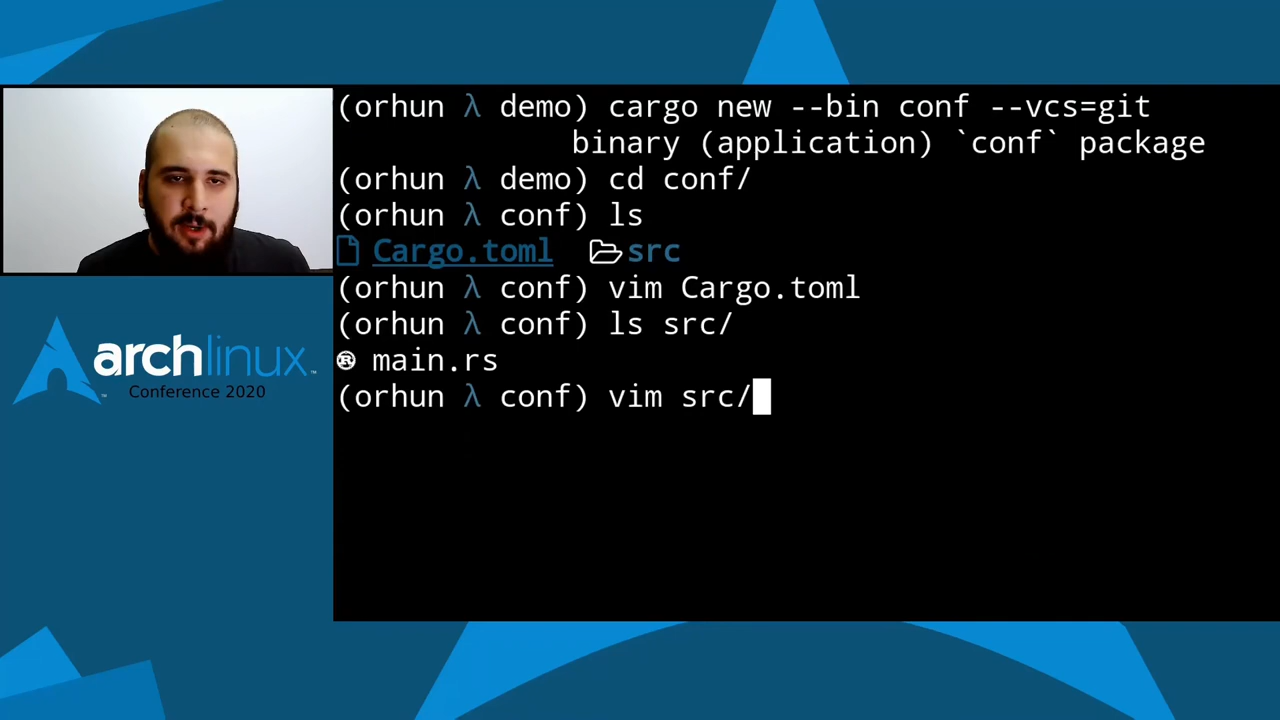 (orhun λ demo) cargo new --bin conf --vcs=git
binary (application) `conf` package
(orhun λ demo) cd conf/
(orhun λ conf) ls
Cargo.toml src
(orhun λ conf) vim Cargo.toml
(orhun λ conf) ls src/
main.rs
(orhun λ conf) vim src/
archlinux™
Conference 2020